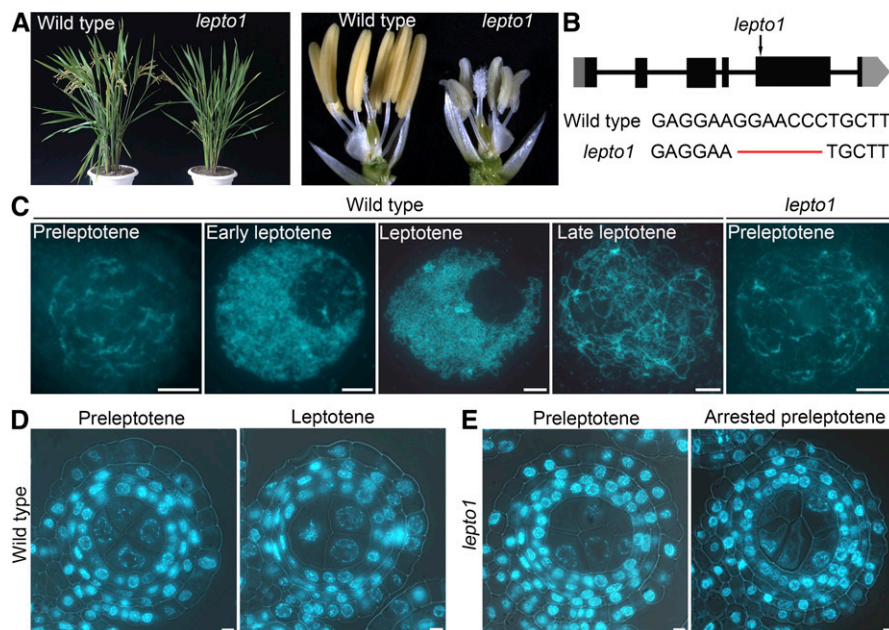 A
Wild type
lepto1
Wild type
lepto1
B
lepto1
Wild type GAGGAAGGAACCCTGCTT
lepto1 GAGGAA TGCTT
C
Wild type
lepto1
Preleptotene
Early leptotene
Leptotene
Late leptotene
Preleptotene
D
Preleptotene
Leptotene
Wild type
E
Preleptotene
Arrested preleptotene
lepto1